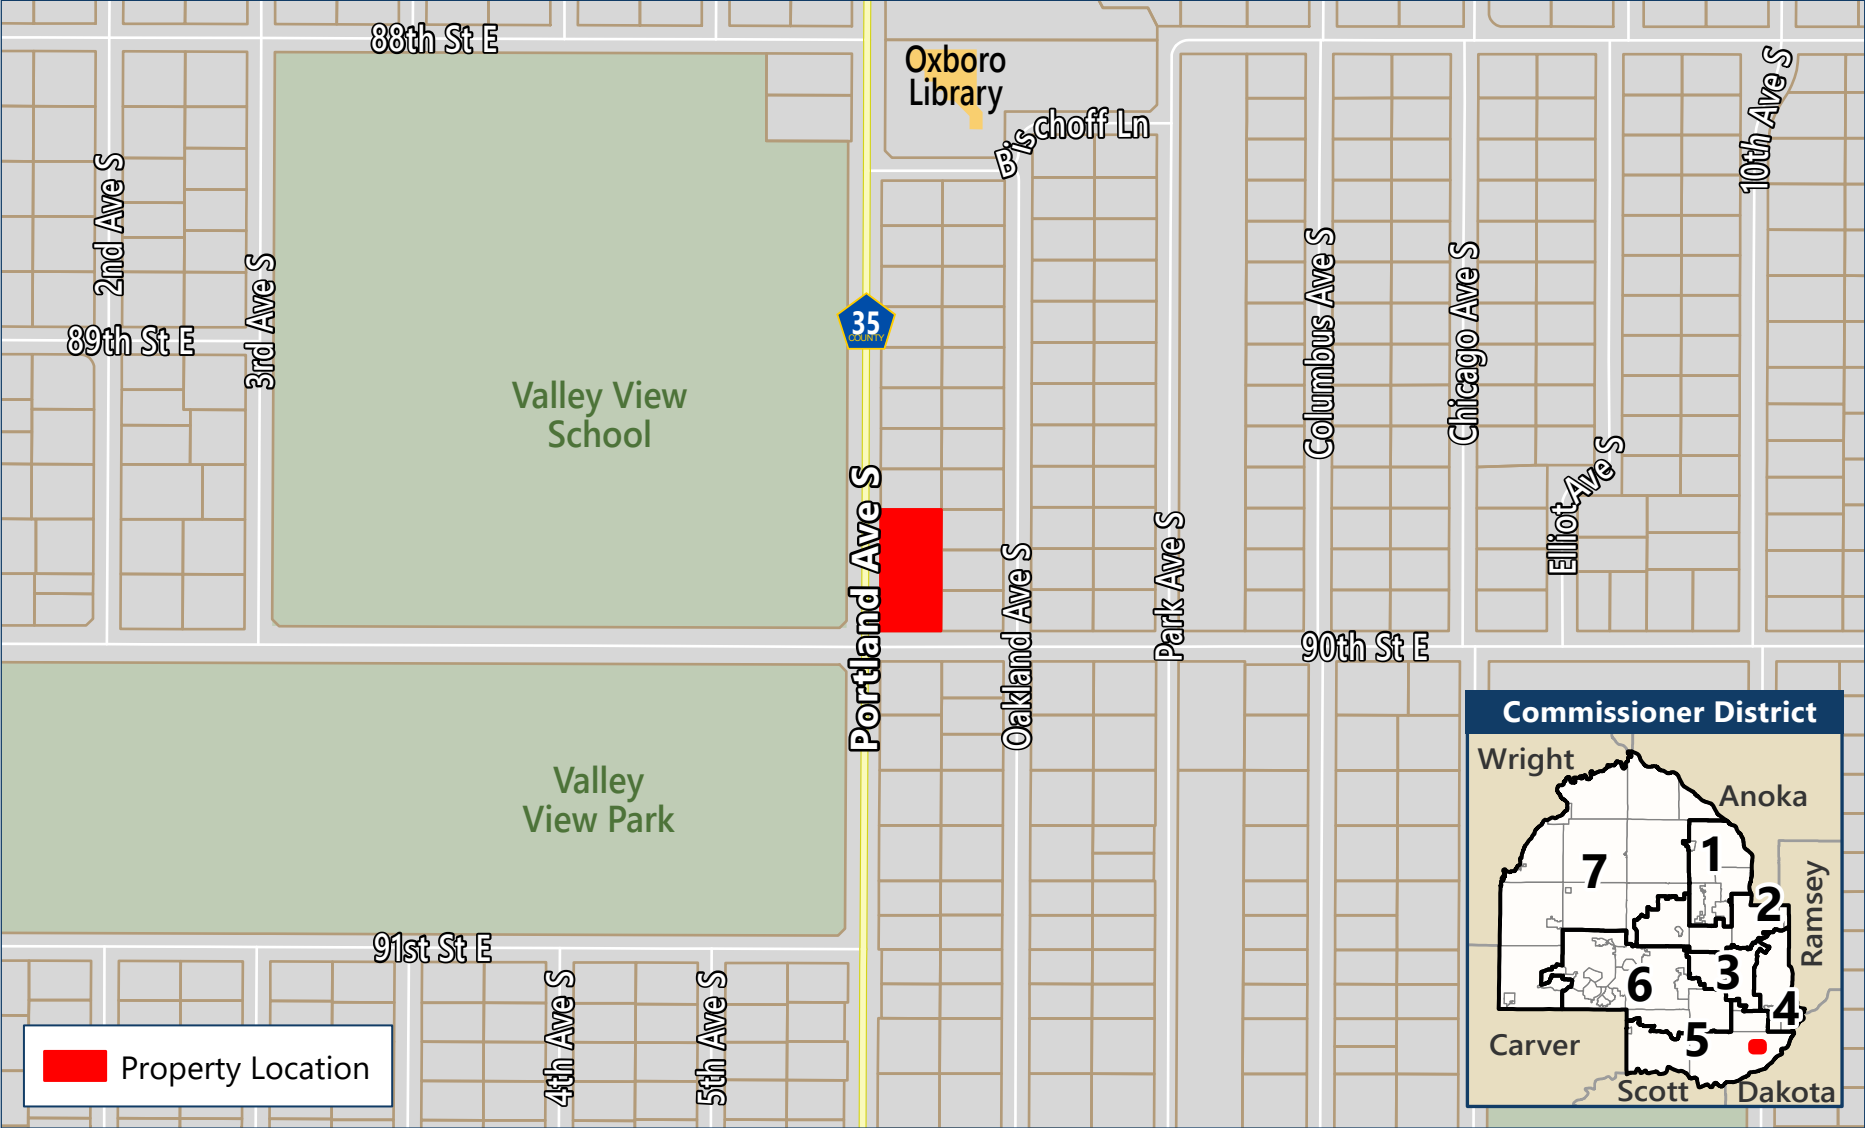 88th St E
Oxboro
Library
Bischoff Ln
10th Ave S
2nd Ave S
3rd Ave S
89th St E
35
COUNTY
Columbus Ave S
Chicago Ave S
Valley View
School
Elliot Ave S
Portland Ave S
Oakland Ave S
Park Ave S
90th St E
Valley
View Park
91st St E
4th Ave S
5th Ave S
Property Location
Commissioner District
Wright
Anoka
7
1
2
Ramsey
3
6
4
5
Carver
Scott
Dakota